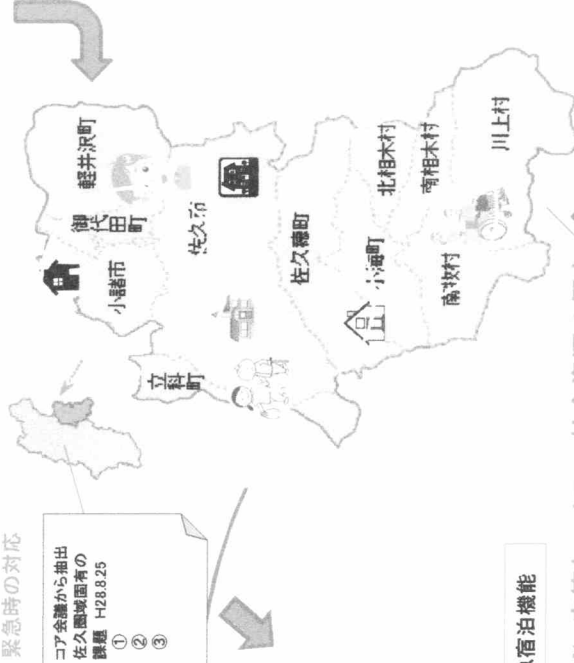 緊急時の対応
コア会議から抽出
佐久圏域固有の
課題 H28.8.25
①
②
③
軽井沢町
御代田町
小諸市
佐久市
立科町
佐久穂町
小海町
北相木村
南相木村
南牧村
川上村
宿泊機能